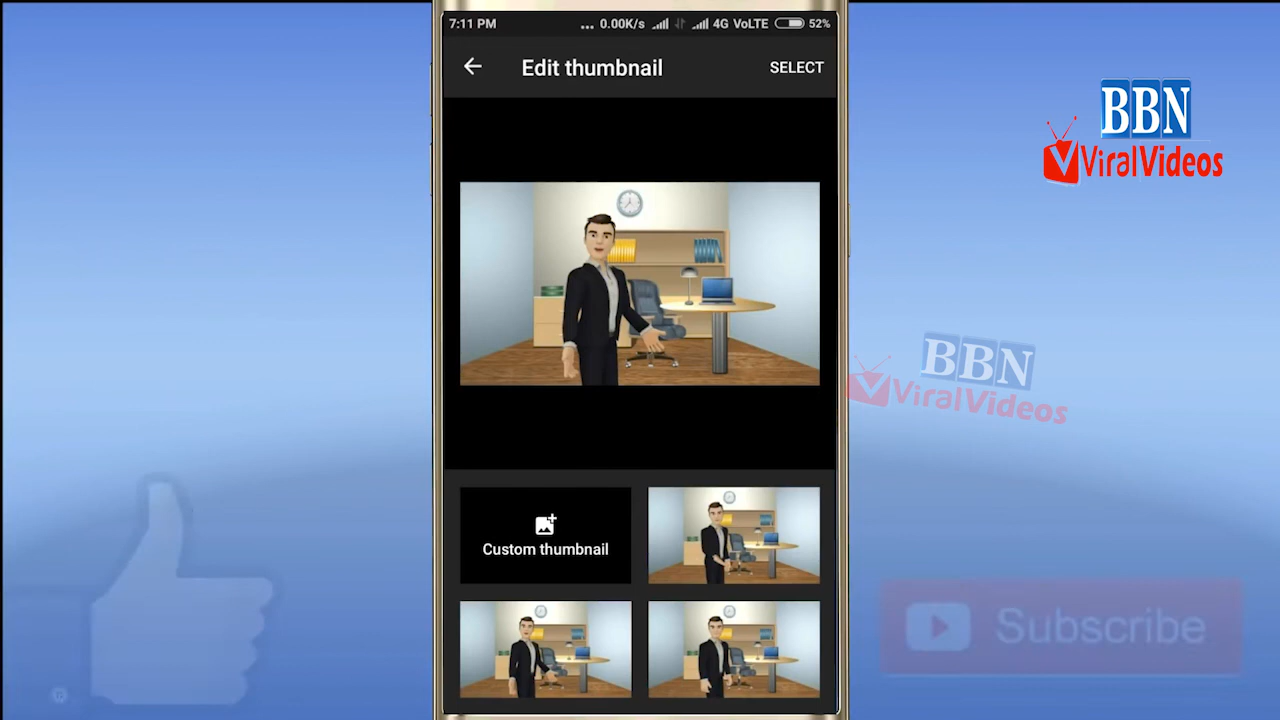 7:11 PM ... 0.00K/s 4G VoLTE 52%
Edit thumbnail SELECT
BBN
ViralVideos
BBN
ViralVideos
Custom thumbnail
Subscribe